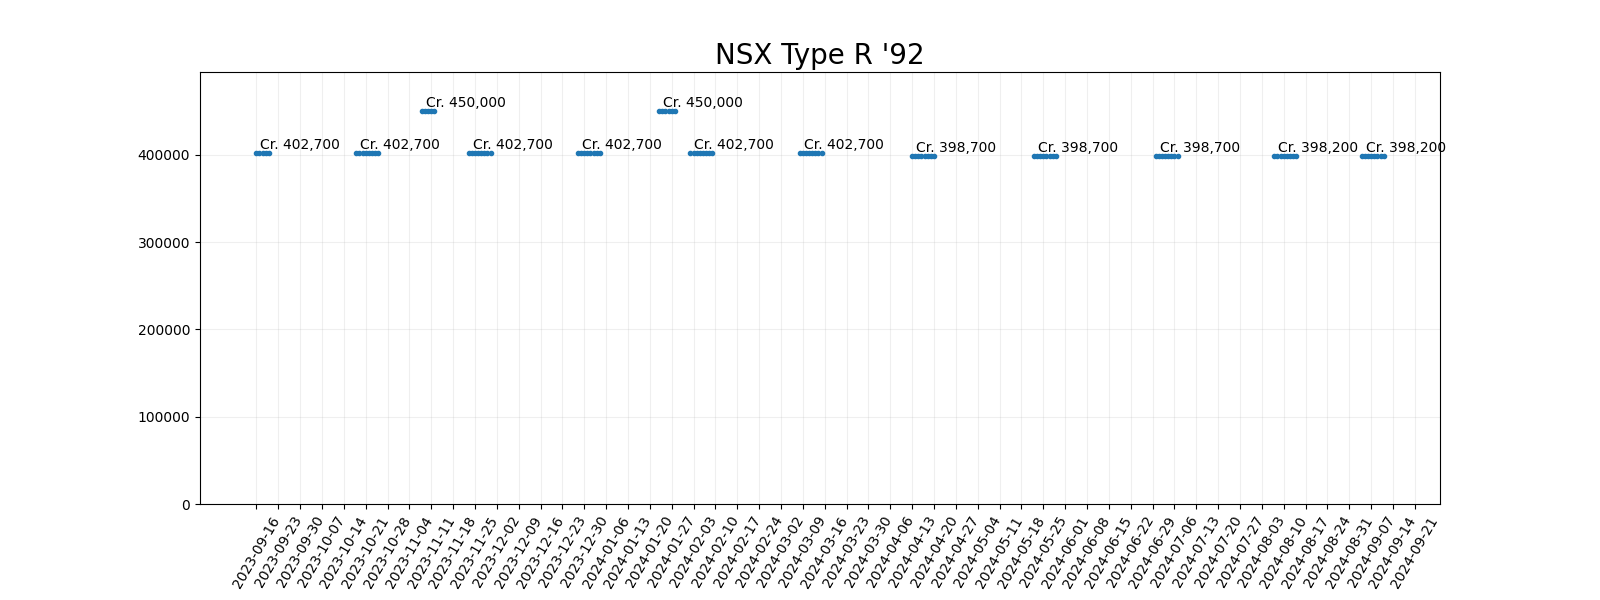 NSX Type R '92
Cr. 450,000 Cr. 450,000
Cr. 402,700 Cr. 402,700 Cr. 402,700 Cr. 402,700 Cr. 402,700 Cr. 402,700 Cr. 398,700 Cr. 398,700 Cr. 398,700 Cr. 398,200 Cr. 398,200
400000
300000
200000
100000
0
2023-09-16 2023-09-23 2023-09-30 2023-10-07 2023-10-14 2023-10-21 2023-10-28 2023-11-04 2023-11-11 2023-11-18 2023-11-25 2023-12-02 2023-12-09 2023-12-16 2023-12-23 2023-12-30 2024-01-06 2024-01-13 2024-01-20 2024-01-27 2024-02-03 2024-02-10 2024-02-17 2024-02-24 2024-03-02 2024-03-09 2024-03-16 2024-03-23 2024-03-30 2024-04-06 2024-04-13 2024-04-20 2024-04-27 2024-05-04 2024-05-11 2024-05-18 2024-05-25 2024-06-01 2024-06-08 2024-06-15 2024-06-22 2024-06-29 2024-07-06 2024-07-13 2024-07-20 2024-07-27 2024-08-03 2024-08-10 2024-08-17 2024-08-24 2024-08-31 2024-09-07 2024-09-14 2024-09-21